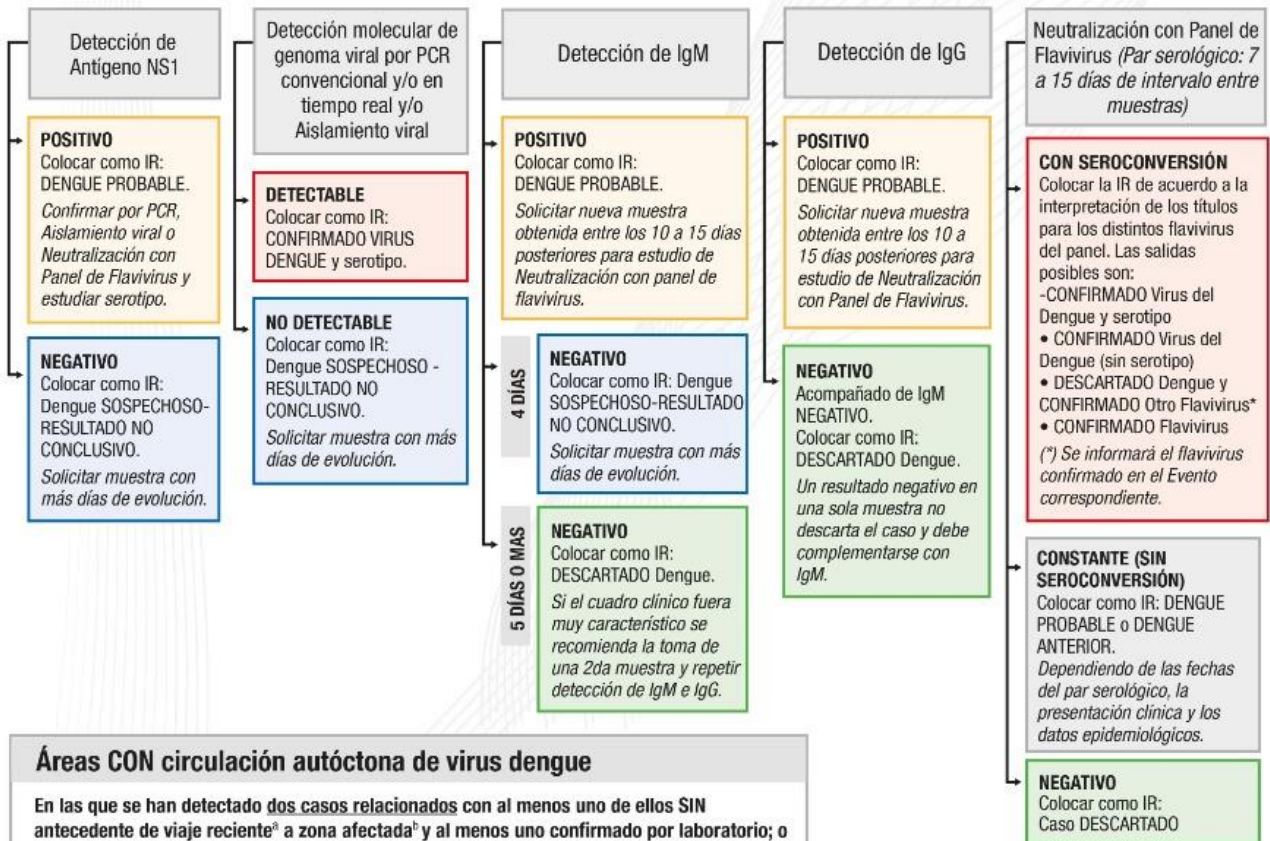 Detección de
Antígeno NS1
POSITIVO
Colocar como IR:
DENGUE PROBABLE.
Confirmar por PCR,
Aislamiento viral o
Neutralización con
Panel de Flavivirus y
estudiar serotipo.
NEGATIVO
Colocar como IR:
Dengue SOSPECHOSO-
RESULTADO NO
CONCLUSIVO.
Solicitar muestra con
más días de evolución.
Detección molecular de
genoma viral por PCR
convencional y/o en
tiempo real y/o
Aislamiento viral
DETECTABLE
Colocar como IR:
CONFIRMADO VIRUS
DENGUE y serotipo.
NO DETECTABLE
Colocar como IR:
Dengue SOSPECHOSO -
RESULTADO NO
CONCLUSIVO.
Solicitar muestra con más
días de evolución.
Detección de IgM
POSITIVO
Colocar como IR:
DENGUE PROBABLE.
Solicitar nueva muestra
obtenida entre los 10 a 15 días
posteriores para estudio de
Neutralización con panel de
flavivirus.
4 DÍAS
NEGATIVO
Colocar como IR: Dengue
SOSPECHOSO-RESULTADO
NO CONCLUSIVO.
Solicitar muestra con más
días de evolución.
5 DÍAS O MAS
NEGATIVO
Colocar como IR:
DESCARTADO Dengue.
Si el cuadro clínico fuera
muy característico se
recomienda la toma de
una 2da muestra y repetir
detección de IgM e IgG.
Detección de IgG
POSITIVO
Colocar como IR:
DENGUE PROBABLE.
Solicitar nueva muestra
obtenida entre los 10 a
15 días posteriores para
estudio de Neutralización
con Panel de Flavivirus.
NEGATIVO
Acompañado de IgM
NEGATIVO.
Colocar como IR:
DESCARTADO Dengue.
Un resultado negativo en
una sola muestra no
descarta el caso y debe
complementarse con
IgM.
Neutralización con Panel de
Flavivirus (Par serológico: 7
a 15 días de intervalo entre
muestras)
CON SEROCONVERSIÓN
Colocar la IR de acuerdo a la
interpretación de los títulos
para los distintos flavivirus
del panel. Las salidas
posibles son:
-CONFIRMADO Virus del
Dengue y serotipo
• CONFIRMADO Virus del
Dengue (sin serotipo)
• DESCARTADO Dengue y
CONFIRMADO Otro Flavivirus*
• CONFIRMADO Flavivirus
(*) Se informará el flavivirus
confirmado en el Evento
correspondiente.
CONSTANTE (SIN
SEROCONVERSIÓN)
Colocar como IR: DENGUE
PROBABLE o DENGUE
ANTERIOR.
Dependiendo de las fechas
del par serológico, la
presentación clínica y los
datos epidemiológicos.
NEGATIVO
Colocar como IR:
Caso DESCARTADO
Áreas CON circulación autóctona de virus dengue
En las que se han detectado dos casos relacionados con al menos uno de ellos SIN
antecedente de viaje recienteª a zona afectadaᵇ y al menos uno confirmado por laboratorio; o